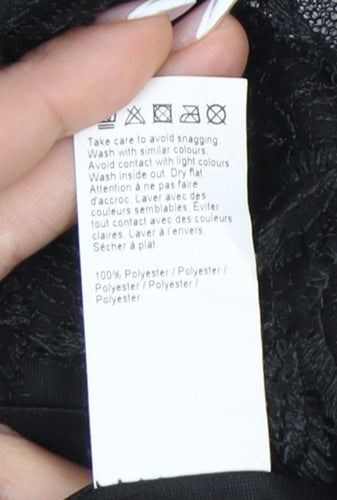 Take care to avoid snagging.
Wash with similar colours.
Avoid contact with light colours
Wash inside out. Dry flat
Attention à ne pas faire
d'accroc. Laver avec des
couleurs semblables. Éviter
tout contact avec des couleurs
claires. Laver à l'envers.
Sécher à plat.
100% Polyester / Polyester /
Polyester / Polyester /
Polyester